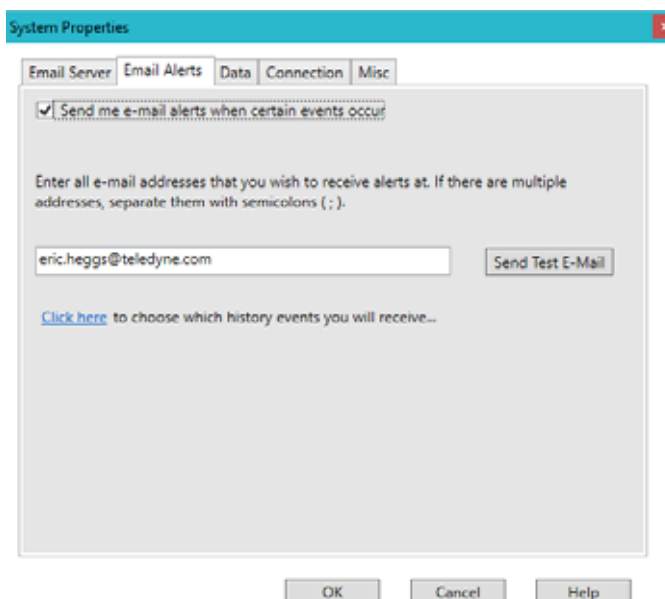 System Properties
Email Server Email Alerts Data Connection Misc
Send me e-mail alerts when certain events occur
Enter all e-mail addresses that you wish to receive alerts at. If there are multiple
addresses, separate them with semicolons ( ; ).
eric.heggs@teledyne.com Send Test E-Mail
Click here to choose which history events you will receive...
OK Cancel Help